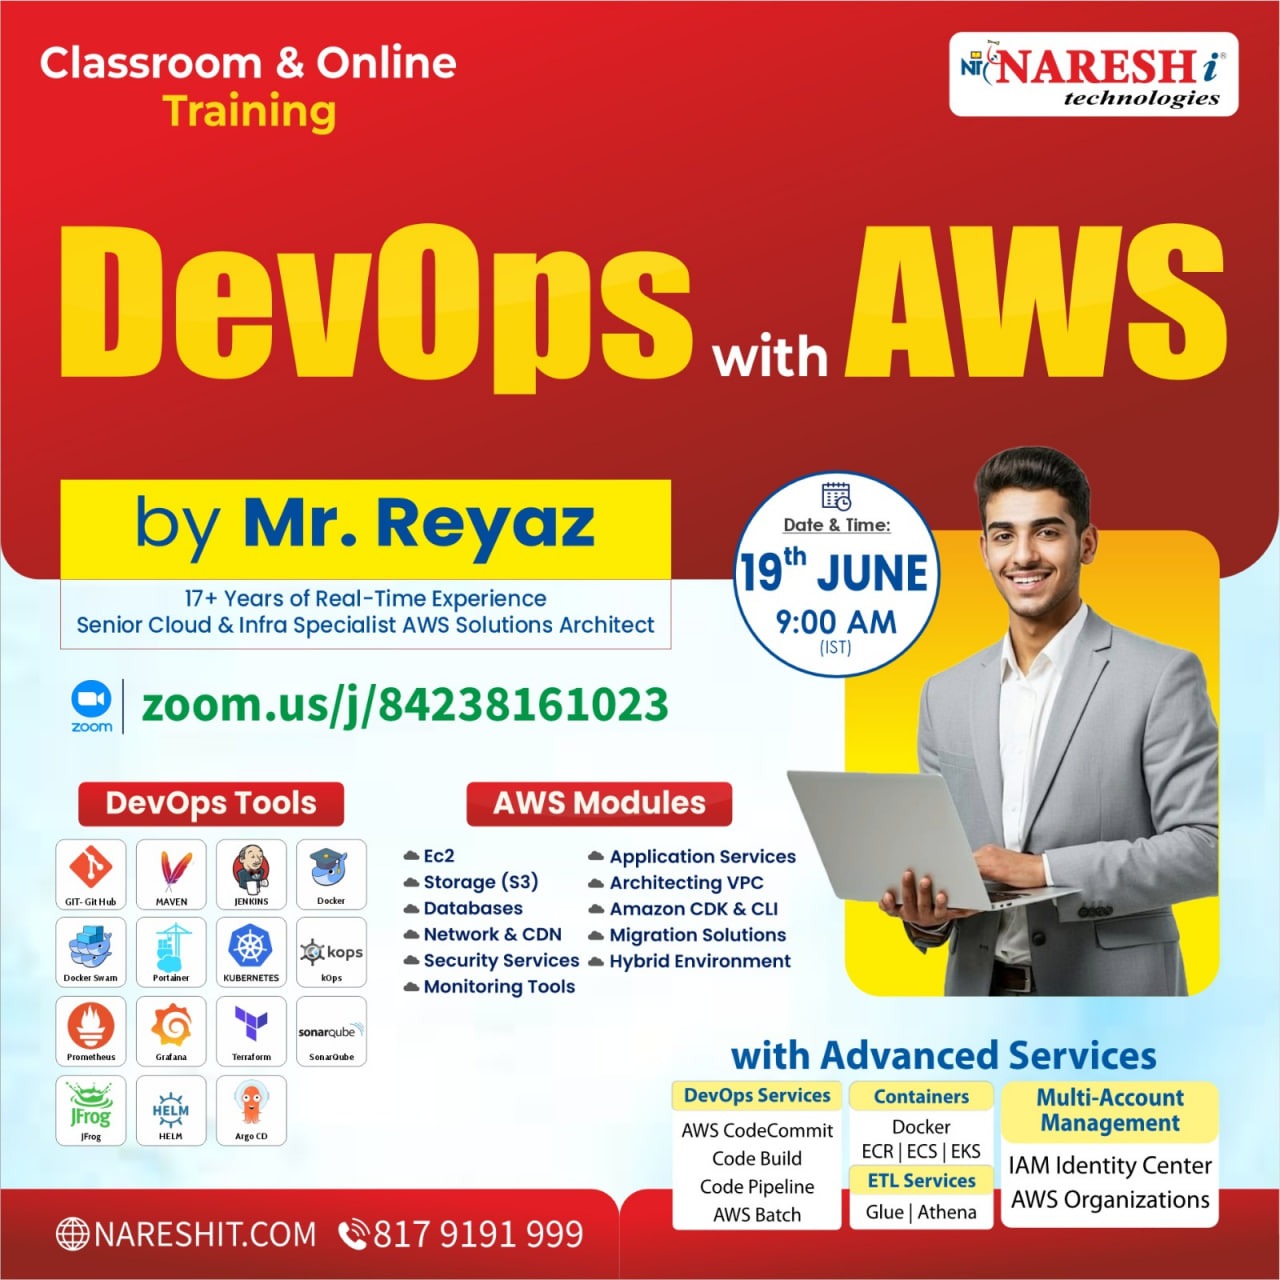 Classroom & Online
Training
NARESH i
technologies
DevOps with AWS
by Mr. Reyaz
17+ Years of Real-Time Experience
Senior Cloud & Infra Specialist AWS Solutions Architect
Date & Time:
19th JUNE
9:00 AM
(IST)
zoom
zoom.us/j/84238161023
DevOps Tools
GIT- Git Hub
MAVEN
JENKINS
Docker
Docker Swam
Portainer
KUBERNETES
kops
kOps
Prometheus
Grafana
Terraform
sonarqube
SonarQube
JFrog
JFrog
HELM
HELM
Argo CD
AWS Modules
Ec2
Storage (S3)
Databases
Network & CDN
Security Services
Monitoring Tools
Application Services
Architecting VPC
Amazon CDK & CLI
Migration Solutions
Hybrid Environment
with Advanced Services
DevOps Services
AWS CodeCommit
Code Build
Code Pipeline
AWS Batch
Containers
Docker
ECR | ECS | EKS
ETL Services
Glue | Athena
Multi-Account
Management
IAM Identity Center
AWS Organizations
NARESHIT.COM
817 9191 999